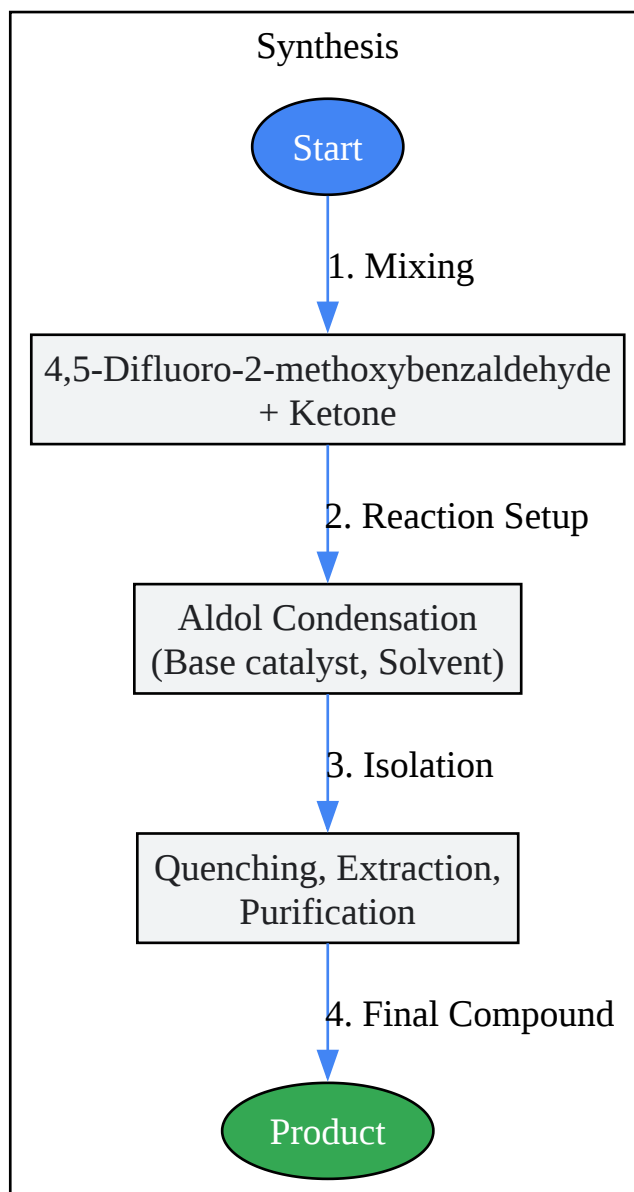 Synthesis
Start
1. Mixing
4,5-Difluoro-2-methoxybenzaldehyde
+ Ketone
2. Reaction Setup
Aldol Condensation
(Base catalyst, Solvent)
3. Isolation
Quenching, Extraction,
Purification
4. Final Compound
Product